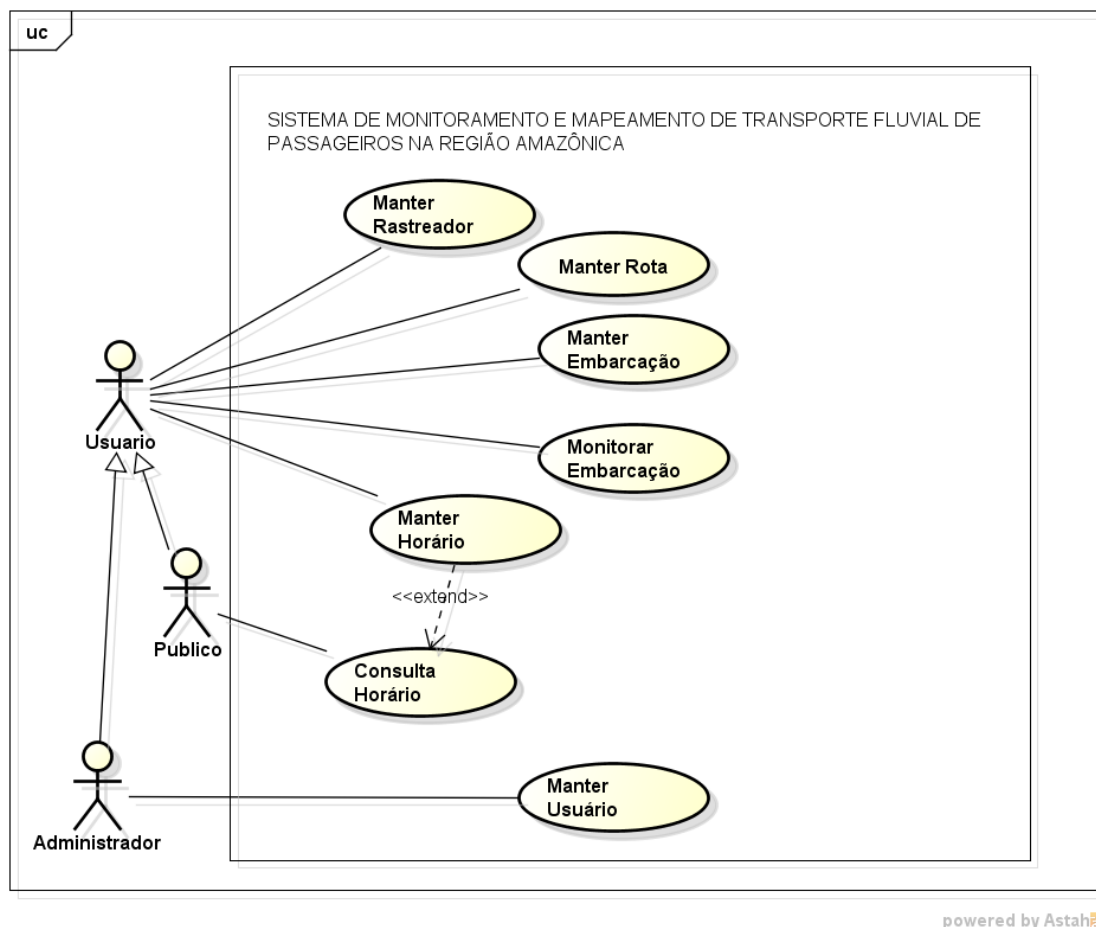 uc
SISTEMA DE MONITORAMENTO E MAPEAMENTO DE TRANSPORTE FLUVIAL DE
PASSAGEIROS NA REGIÃO AMAZÔNICA
Manter
Rastreador
Manter Rota
Manter
Embarcação
Usuario
Monitorar
Embarcação
Manter
Horário
<<extend>>
Publico
Consulta
Horário
Manter
Usuário
Administrador
powered by Astah